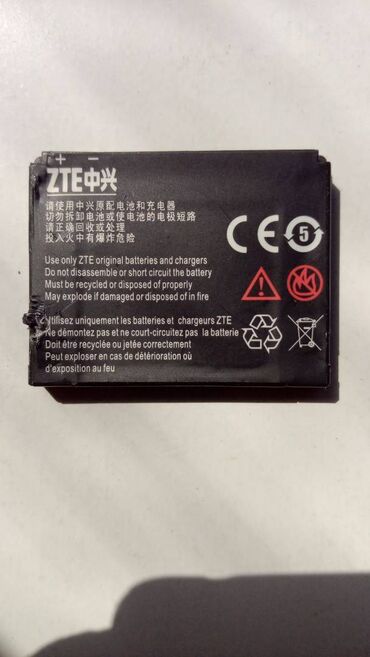 + −
ZTE中兴
请使用中兴原配电池和充电器
切勿拆卸电池或使电池的电极短路
请正确回收或处理
投入火中有爆炸危险
CE 5
Use only ZTE original batteries and chargers
Do not disassemble or short circuit the battery
Must be recycled or disposed of properly
May explode if damaged or disposed of in fire
Utilisez uniquement les batteries et chargeurs ZTE
Ne démontez pas et ne court-circuitez pas la batterie
Doit être recyclée ou jetée correctement
Peut exploser en cas de détérioration où
d'exposition au feu